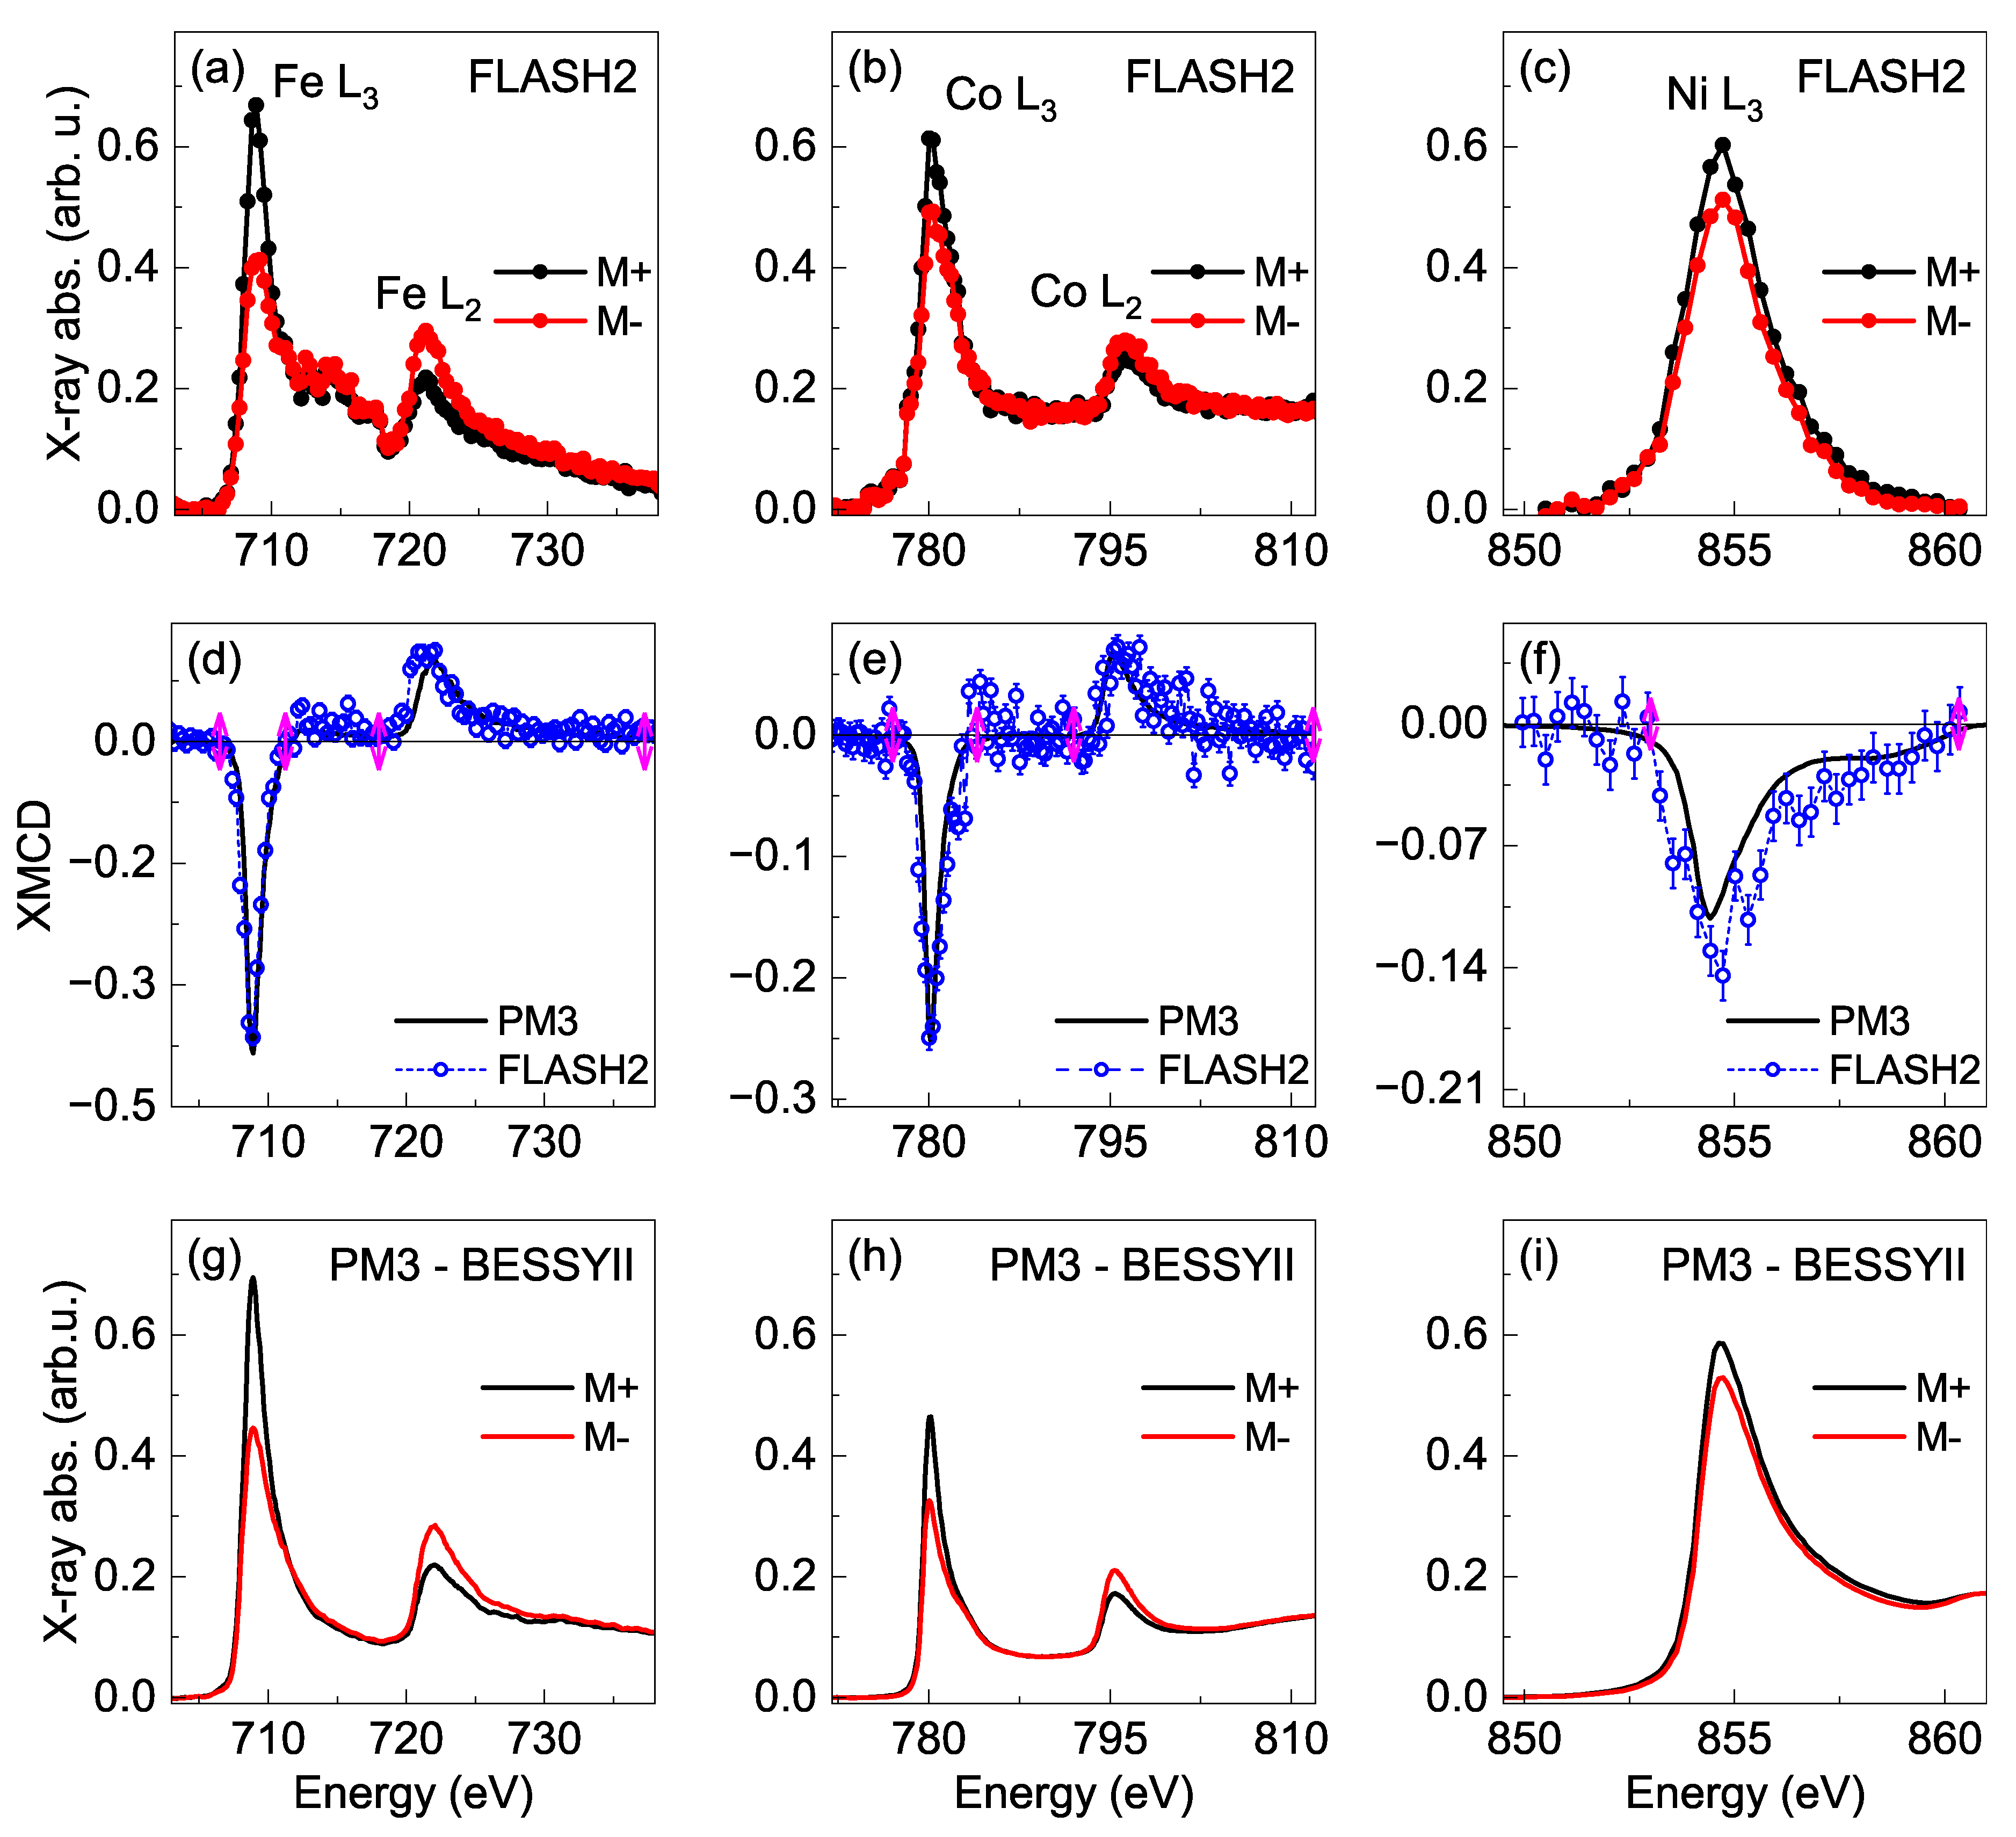 (a) Fe L3 FLASH2
X-ray abs. (arb. u.)
0.6
0.4
0.2
0.0
Fe L2
M+
M-
710 720 730
(b) Co L3 FLASH2
0.6
0.4
0.2
0.0
Co L2
M+
M-
780 795 810
(c) Ni L3 FLASH2
0.6
0.4
0.2
0.0
M+
M-
850 855 860
(d)
XMCD
0.0
−0.2
−0.3
−0.5
PM3
FLASH2
710 720 730
(e)
0.0
−0.1
−0.2
−0.3
PM3
FLASH2
780 795 810
(f)
0.00
−0.07
−0.14
−0.21
PM3
FLASH2
850 855 860
(g) PM3 - BESSYII
X-ray abs. (arb.u.)
0.6
0.4
0.2
0.0
M+
M-
710 720 730
Energy (eV)
(h) PM3 - BESSYII
0.6
0.4
0.2
0.0
M+
M-
780 795 810
Energy (eV)
(i) PM3 - BESSYII
0.6
0.4
0.2
0.0
M+
M-
850 855 860
Energy (eV)